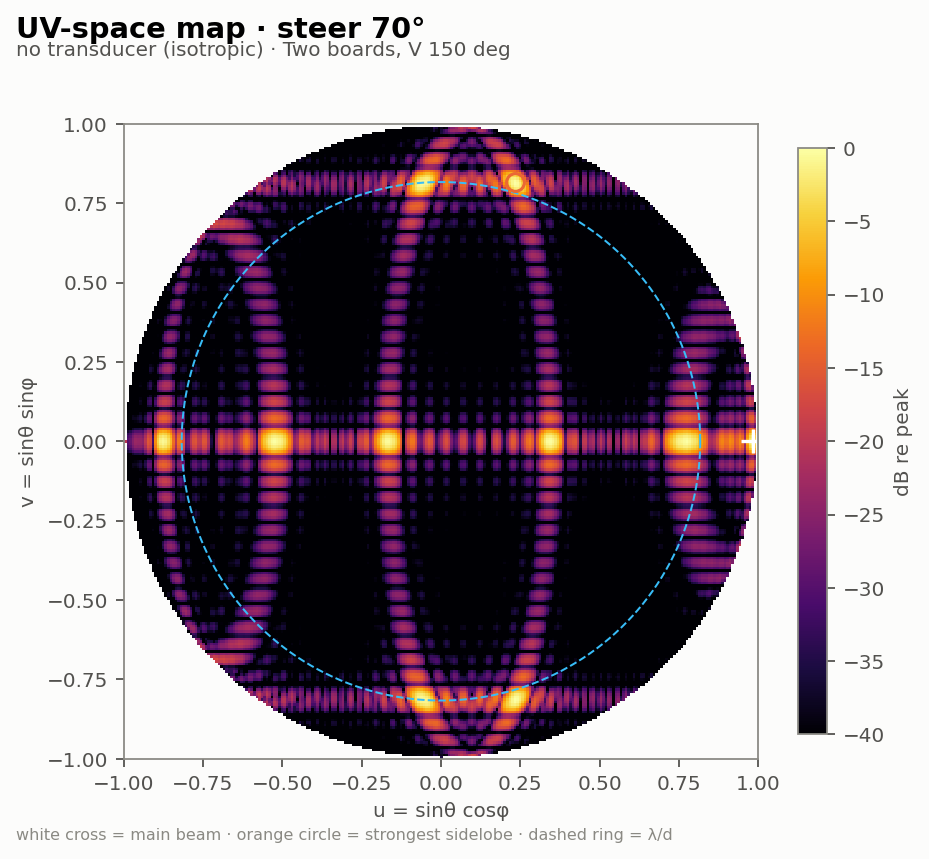 UV-space map · steer 70°
no transducer (isotropic) · Two boards, V 150 deg
1.00
0.75
0.50
0.25
0.00
−0.25
−0.50
−0.75
−1.00
v = sinθ sinφ
−1.00 −0.75 −0.50 −0.25 0.00 0.25 0.50 0.75 1.00
u = sinθ cosφ
0
−5
−10
−15
−20
−25
−30
−35
−40
dB re peak
white cross = main beam · orange circle = strongest sidelobe · dashed ring = λ/d